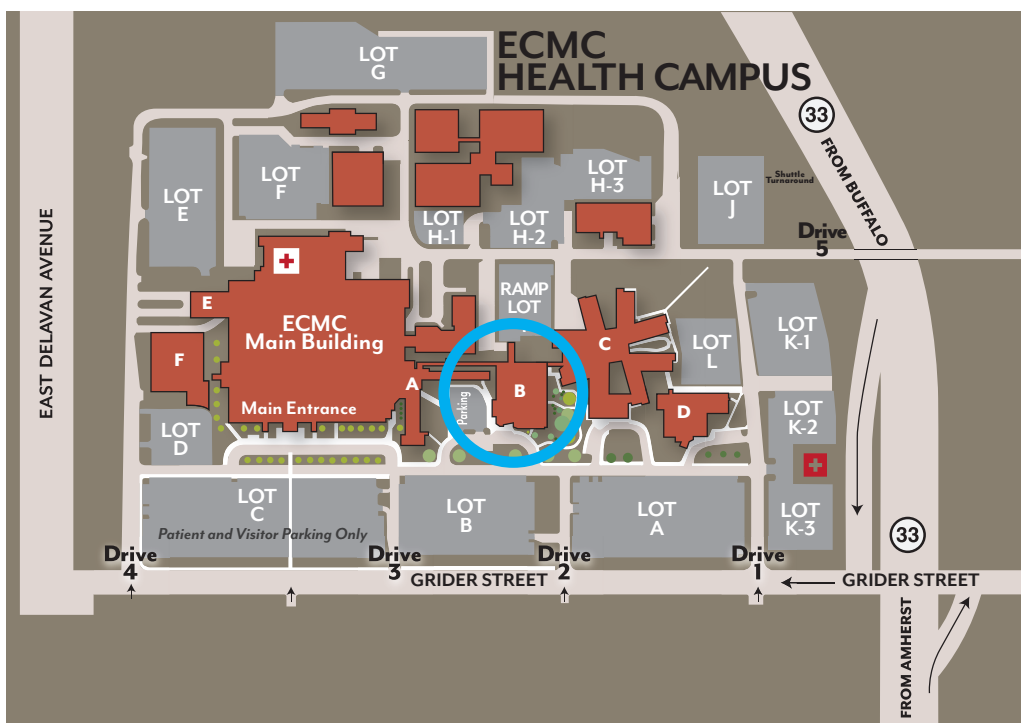 ECMC
HEALTH CAMPUS
LOT
G
33
FROM BUFFALO
Shuttle
Turnaround
LOT
E
LOT
F
LOT
H-3
LOT
J
LOT
H-1
LOT
H-2
Drive
5
EAST DELAVAN AVENUE
RAMP
LOT
E
ECMC
Main Building
LOT
K-1
C
LOT
L
F
A
B
Parking
D
Main Entrance
LOT
D
LOT
K-2
LOT
C
Patient and Visitor Parking Only
LOT
B
LOT
A
LOT
K-3
33
Drive
4
Drive
3
Drive
2
Drive
1
GRIDER STREET
GRIDER STREET
FROM AMHERST